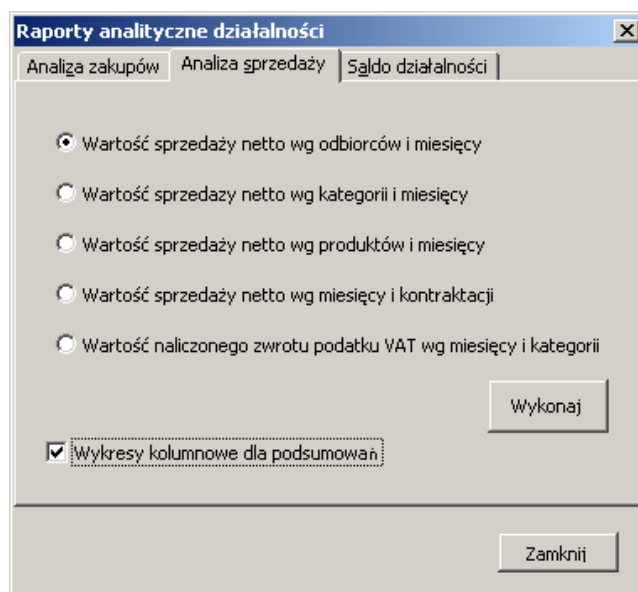 Raporty analityczne działalności
Analiza zakupów Analiza sprzedaży Saldo działalności
Wartość sprzedaży netto wg odbiorców i miesięcy
Wartość sprzedazy netto wg kategorii i miesięcy
Wartość sprzedaży netto wg produktów i miesięcy
Wartość sprzedaży netto wg miesięcy i kontraktacji
Wartość naliczonego zwrotu podatku VAT wg miesięcy i kategorii
Wykonaj
Wykresy kolumnowe dla podsumowań
Zamknij